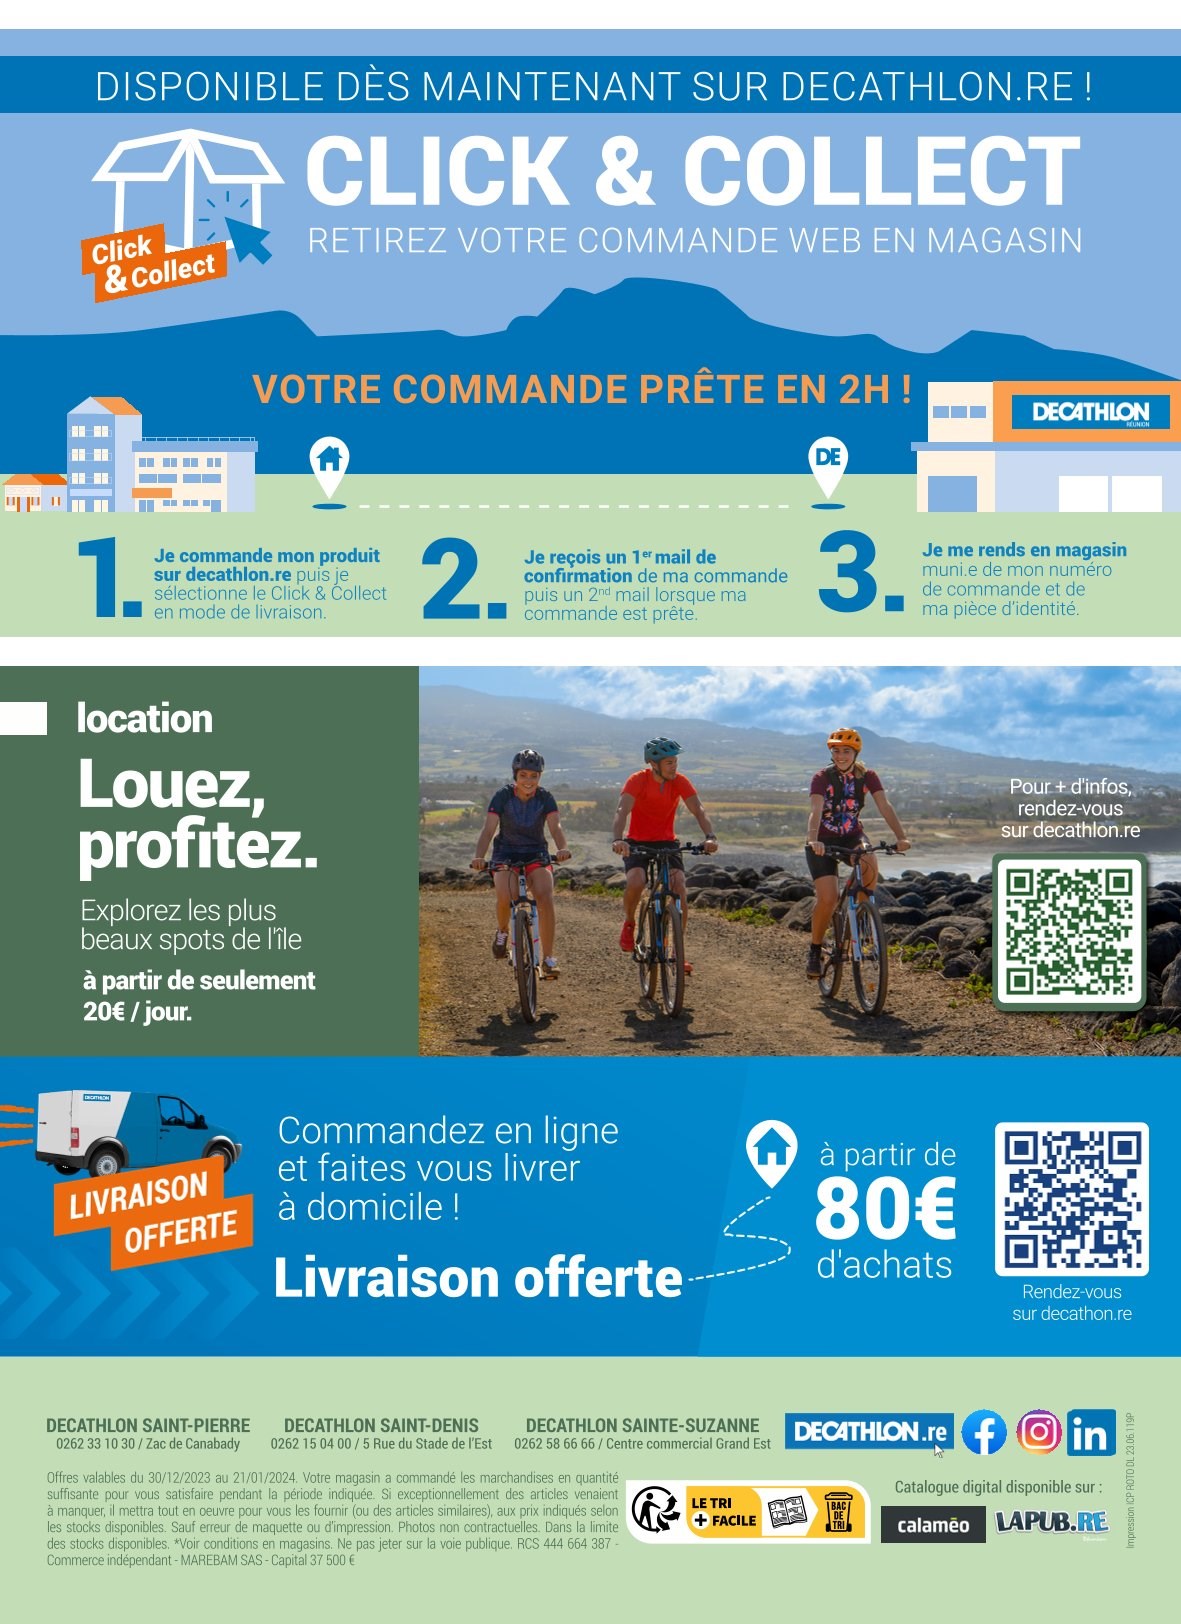 DISPONIBLE DÈS MAINTENANT SUR DECATHLON.RE !
CLICK & COLLECT
RETIREZ VOTRE COMMANDE WEB EN MAGASIN
Click
& Collect
VOTRE COMMANDE PRÊTE EN 2H !
DECATHLON
RÉUNION
DE
1.
Je commande mon produit
sur decathlon.re puis je
sélectionne le Click & Collect
en mode de livraison.
2.
Je reçois un 1er mail de
confirmation de ma commande
puis un 2nd mail lorsque ma
commande est prête.
3.
Je me rends en magasin
muni.e de mon numéro
de commande et de
ma pièce d'identité.
location
Louez,
profitez.
Explorez les plus
beaux spots de l'île
à partir de seulement
20€ / jour.
Pour + d'infos,
rendez-vous
sur decathlon.re
DECATHLON
LIVRAISON
OFFERTE
Commandez en ligne
et faites vous livrer
à domicile !
Livraison offerte
à partir de
80€
d'achats
Rendez-vous
sur decathon.re
DECATHLON SAINT-PIERRE
0262 33 10 30 / Zac de Canabady
DECATHLON SAINT-DENIS
0262 15 04 00 / 5 Rue du Stade de l'Est
DECATHLON SAINTE-SUZANNE
0262 58 66 66 / Centre commercial Grand Est
DECATHLON.re
in
Offres valables du 30/12/2023 au 21/01/2024. Votre magasin a commandé les marchandises en quantité
suffisante pour vous satisfaire pendant la période indiquée. Si exceptionnellement des articles venaient
à manquer, il mettra tout en oeuvre pour vous les fournir (ou des articles similaires), aux prix indiqués selon
les stocks disponibles. Sauf erreur de maquette ou d'impression. Photos non contractuelles. Dans la limite
des stocks disponibles. *Voir conditions en magasins. Ne pas jeter sur la voie publique. RCS 444 664 387 -
Commerce indépendant - MAREBAM SAS - Capital 37 500 €
LE TRI
+ FACILE
BAC
DE
TRI
Catalogue digital disponible sur :
calaméo
LAPUB.RE
Impression ICP ROTO DL 23.06.119P